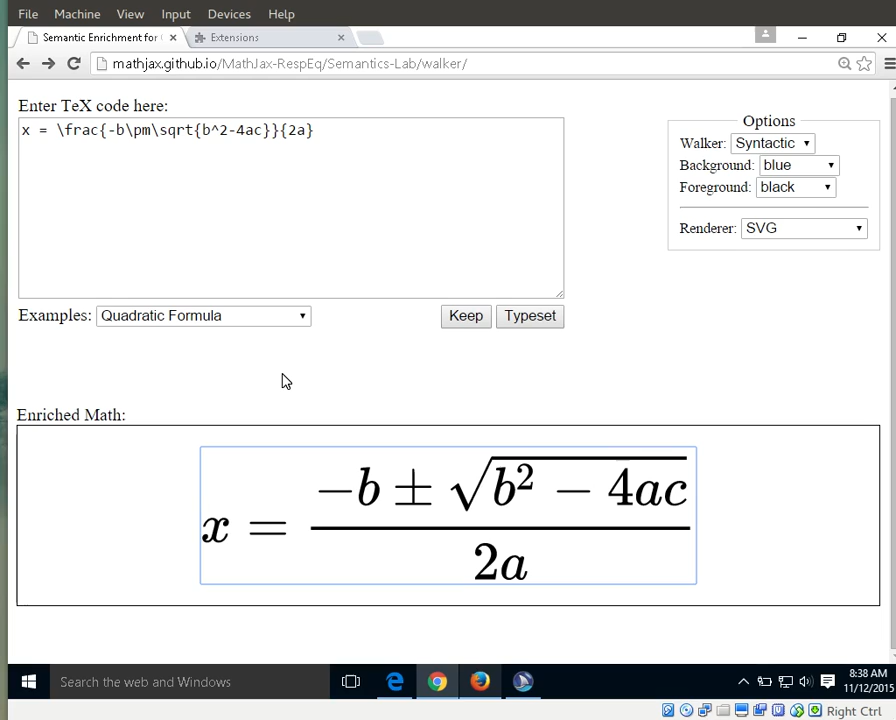 File Machine View Input Devices Help
Semantic Enrichment for
Extensions
mathjax.github.io/MathJax-RespEq/Semantics-Lab/walker/
Enter TeX code here:
x = \frac{-b\pm\sqrt{b^2-4ac}}{2a}
Options
Walker: Syntactic
Background: blue
Foreground: black
Renderer: SVG
Examples: Quadratic Formula Keep Typeset
Enriched Math:
x = \frac{-b ± \sqrt{b^2 − 4ac}}{2a}
Search the web and Windows
8:38 AM
11/12/2015
Right Ctrl